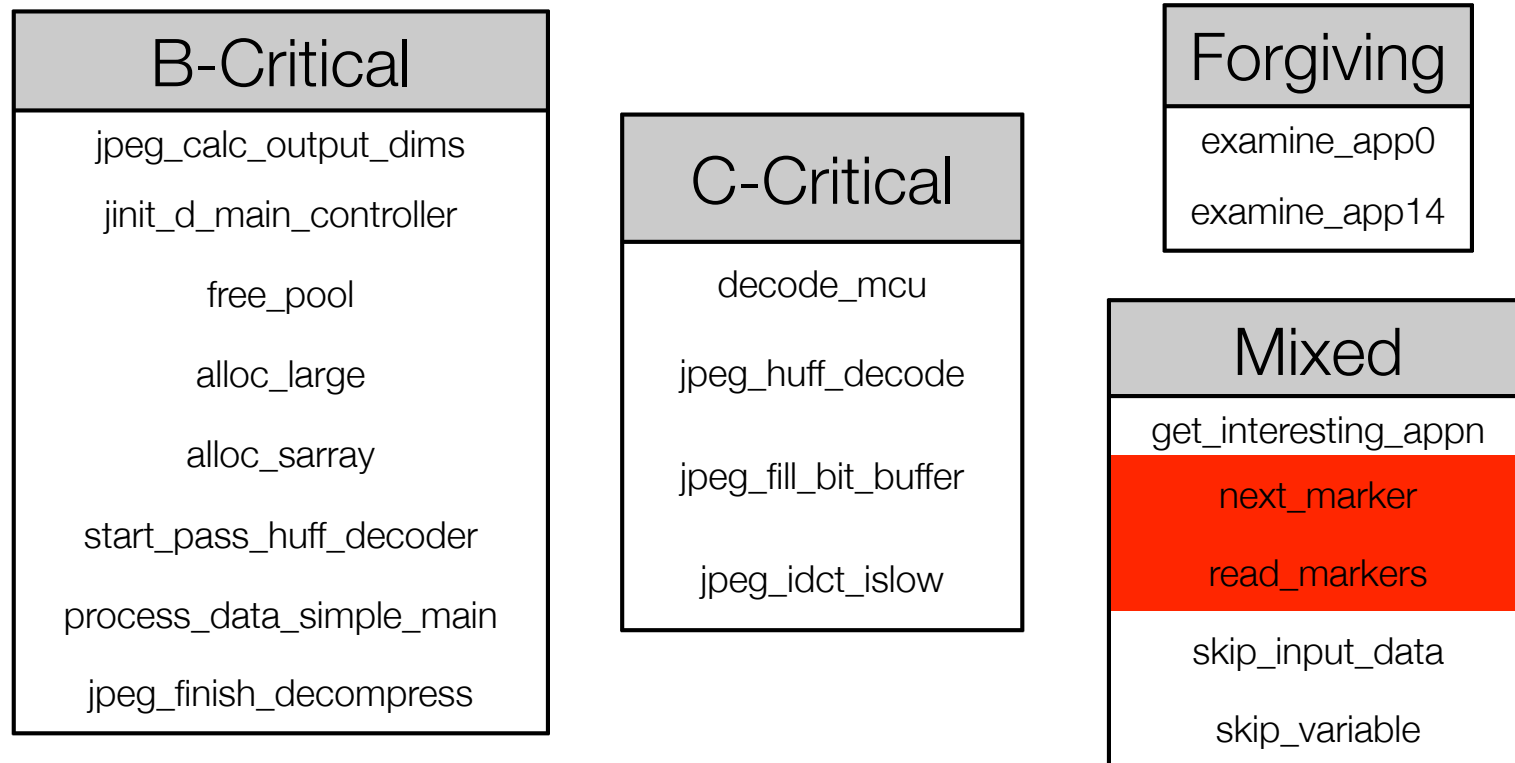 B-Critical
jpeg_calc_output_dims
jinit_d_main_controller
free_pool
alloc_large
alloc_sarray
start_pass_huff_decoder
process_data_simple_main
jpeg_finish_decompress
C-Critical
decode_mcu
jpeg_huff_decode
jpeg_fill_bit_buffer
jpeg_idct_islow
Forgiving
examine_app0
examine_app14
Mixed
get_interesting_appn
next_marker
read_markers
skip_input_data
skip_variable